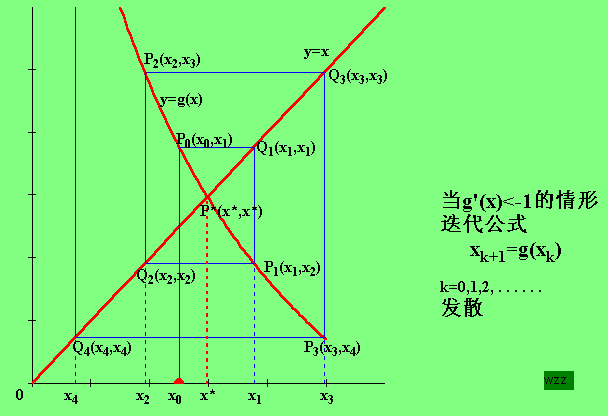 y=x
P2(x2,x3)
Q3(x3,x3)
y=g(x)
P0(x0,x1)
Q1(x1,x1)
P*(x*,x*)
当g'(x)<-1的情形
迭代公式
xk+1=g(xk)
P1(x1,x2)
Q2(x2,x2)
k=0,1,2, . . . . . .
发散
Q4(x4,x4)
P3(x3,x4)
wzz
0 x4 x2 x0 x* x1 x3